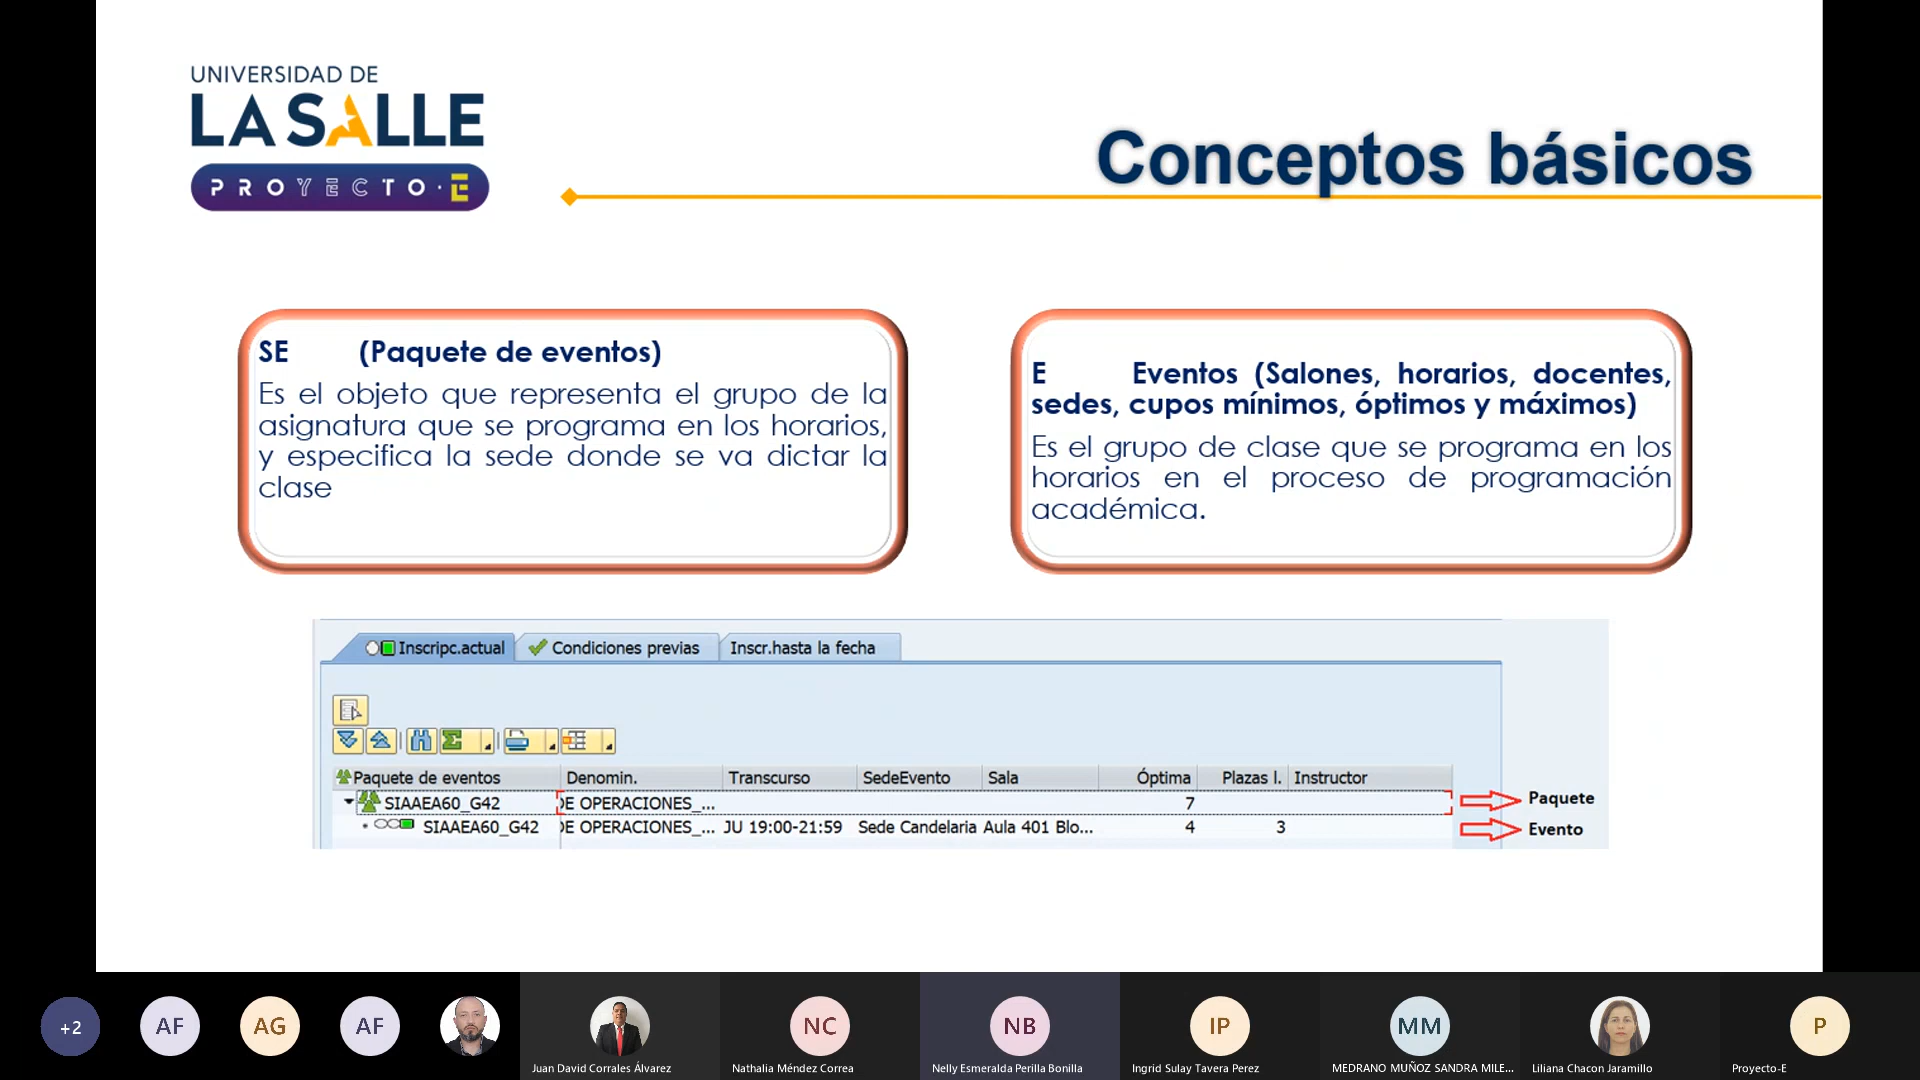 UNIVERSIDAD DE
LA SALLE
PROYECTO·E
Conceptos básicos
SE (Paquete de eventos)
Es el objeto que representa el grupo de la
asignatura que se programa en los horarios,
y especifica la sede donde se va dictar la
clase
E Eventos (Salones, horarios, docentes,
sedes, cupos mínimos, óptimos y máximos)
Es el grupo de clase que se programa en los
horarios en el proceso de programación
académica.
Inscripc.actual Condiciones previas Inscr.hasta la fecha
Paquete de eventos Denomin. Transcurso SedeEvento Sala Óptima Plazas l. Instructor
SIAAEA60_G42 DE OPERACIONES_... 7
SIAAEA60_G42 DE OPERACIONES_... JU 19:00-21:59 Sede Candelaria Aula 401 Blo... 4 3
Paquete
Evento
+2 AF AG AF NC NB IP MM P
Juan David Corrales Álvarez Nathalia Méndez Correa Nelly Esmeralda Perilla Bonilla Ingrid Sulay Tavera Perez MEDRANO MUÑOZ SANDRA MILE... Liliana Chacon Jaramillo Proyecto-E